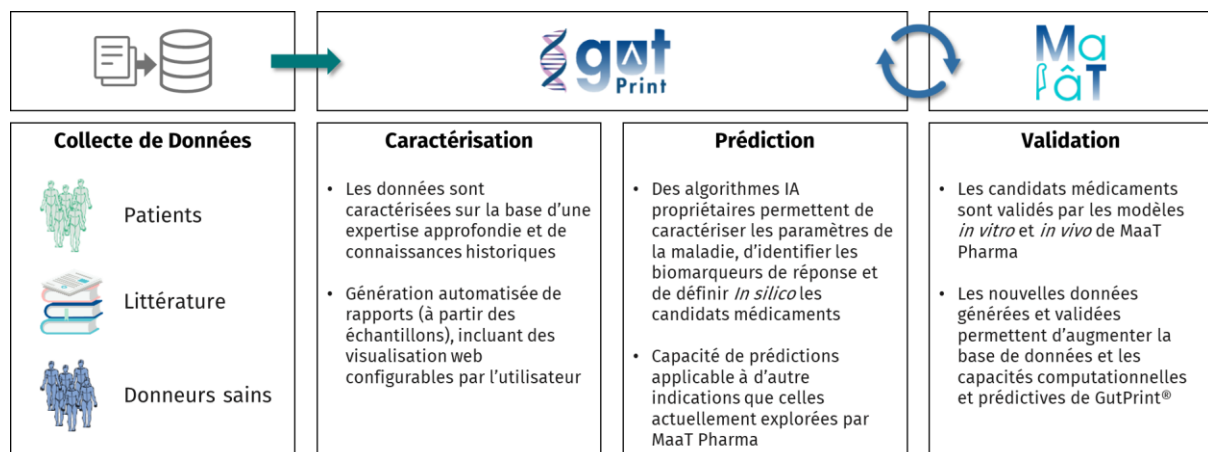 gut
Print
Ma
âT
Collecte de Données
Patients
Littérature
Donneurs sains
Caractérisation
• Les données sont
caractérisées sur la base d’une
expertise approfondie et de
connaissances historiques
• Génération automatisée de
rapports (à partir des
échantillons), incluant des
visualisation web
configurables par l’utilisateur
Prédiction
• Des algorithmes IA
propriétaires permettent de
caractériser les paramètres de
la maladie, d’identifier les
biomarqueurs de réponse et
de définir In silico les
candidats médicaments
• Capacité de prédictions
applicable à d’autre
indications que celles
actuellement explorées par
MaaT Pharma
Validation
• Les candidats médicaments
sont validés par les modèles
in vitro et in vivo de MaaT
Pharma
• Les nouvelles données
générées et validées
permettent d’augmenter la
base de données et les
capacités computationnelles
et prédictives de GutPrint®